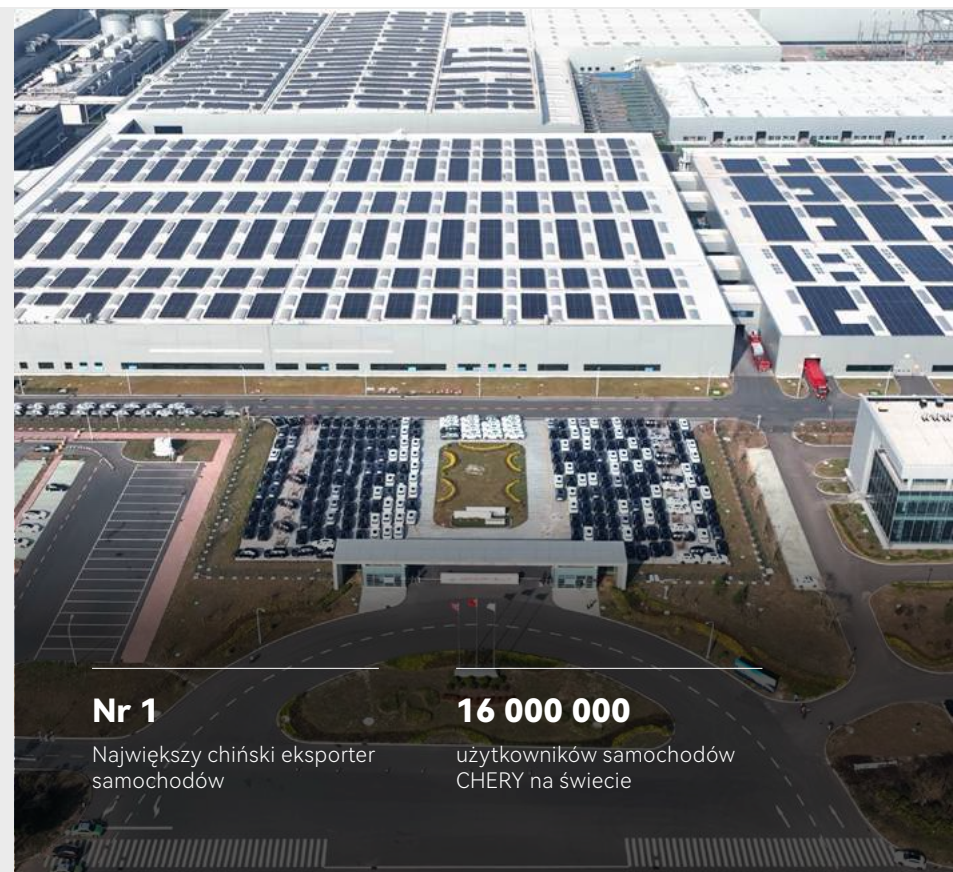 Nr 1
Największy chiński eksporter
samochodów
16 000 000
użytkowników samochodów
CHERY na świecie